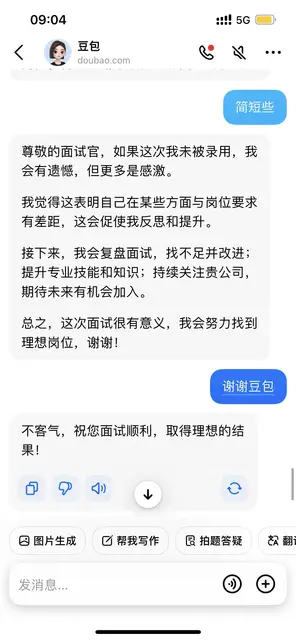 09:04
5G
豆包
doubao.com
简短些
尊敬的面试官，如果这次我未被录用，我
会有遗憾，但更多是感激。
我觉得这表明自己在某些方面与岗位要求
有差距，这会促使我反思和提升。
接下来，我会复盘面试，找不足并改进；
提升专业技能和知识；持续关注贵公司，
期待未来有机会加入。
总之，这次面试很有意义，我会努力找到
理想岗位，谢谢！
谢谢豆包
不客气，祝您面试顺利，取得理想的结
果！
图片生成
帮我写作
拍题答疑
翻
发消息...